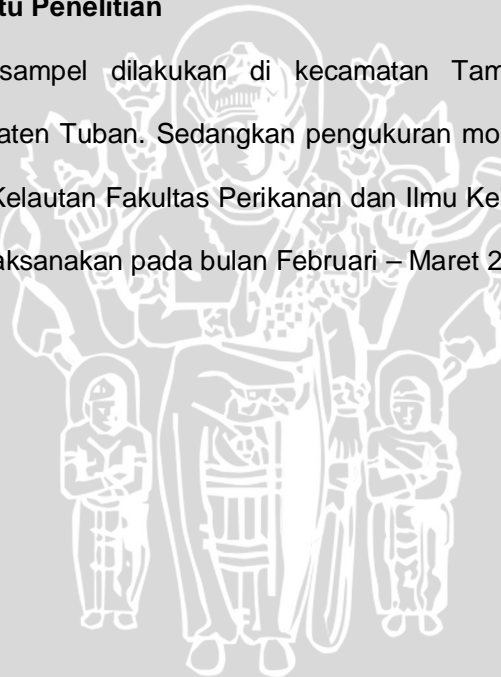 tu Penelitian
sampel dilakukan di kecamatan Tam
aten Tuban. Sedangkan pengukuran mo
Kelautan Fakultas Perikanan dan Ilmu Ke
aksanakan pada bulan Februari – Maret 2